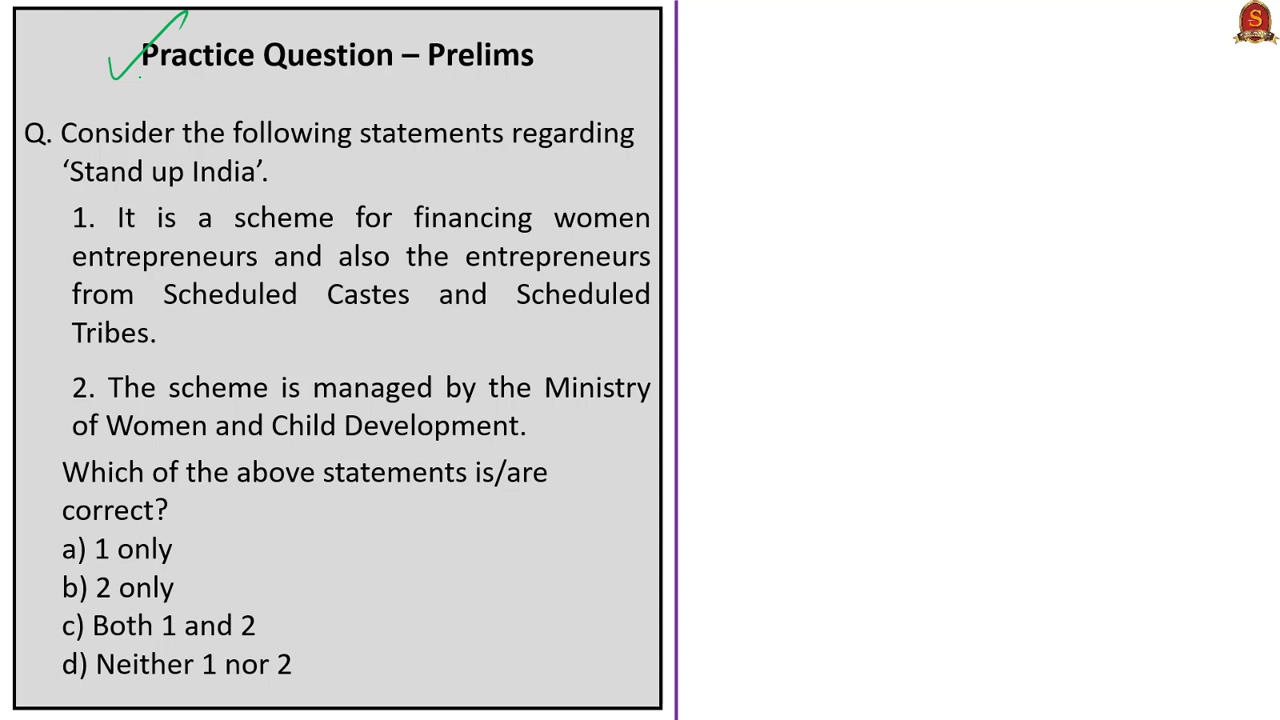 Practice Question – Prelims
Q. Consider the following statements regarding
‘Stand up India’.
1. It is a scheme for financing women
entrepreneurs and also the entrepreneurs
from Scheduled Castes and Scheduled
Tribes.
2. The scheme is managed by the Ministry
of Women and Child Development.
Which of the above statements is/are
correct?
a) 1 only
b) 2 only
c) Both 1 and 2
d) Neither 1 nor 2
S